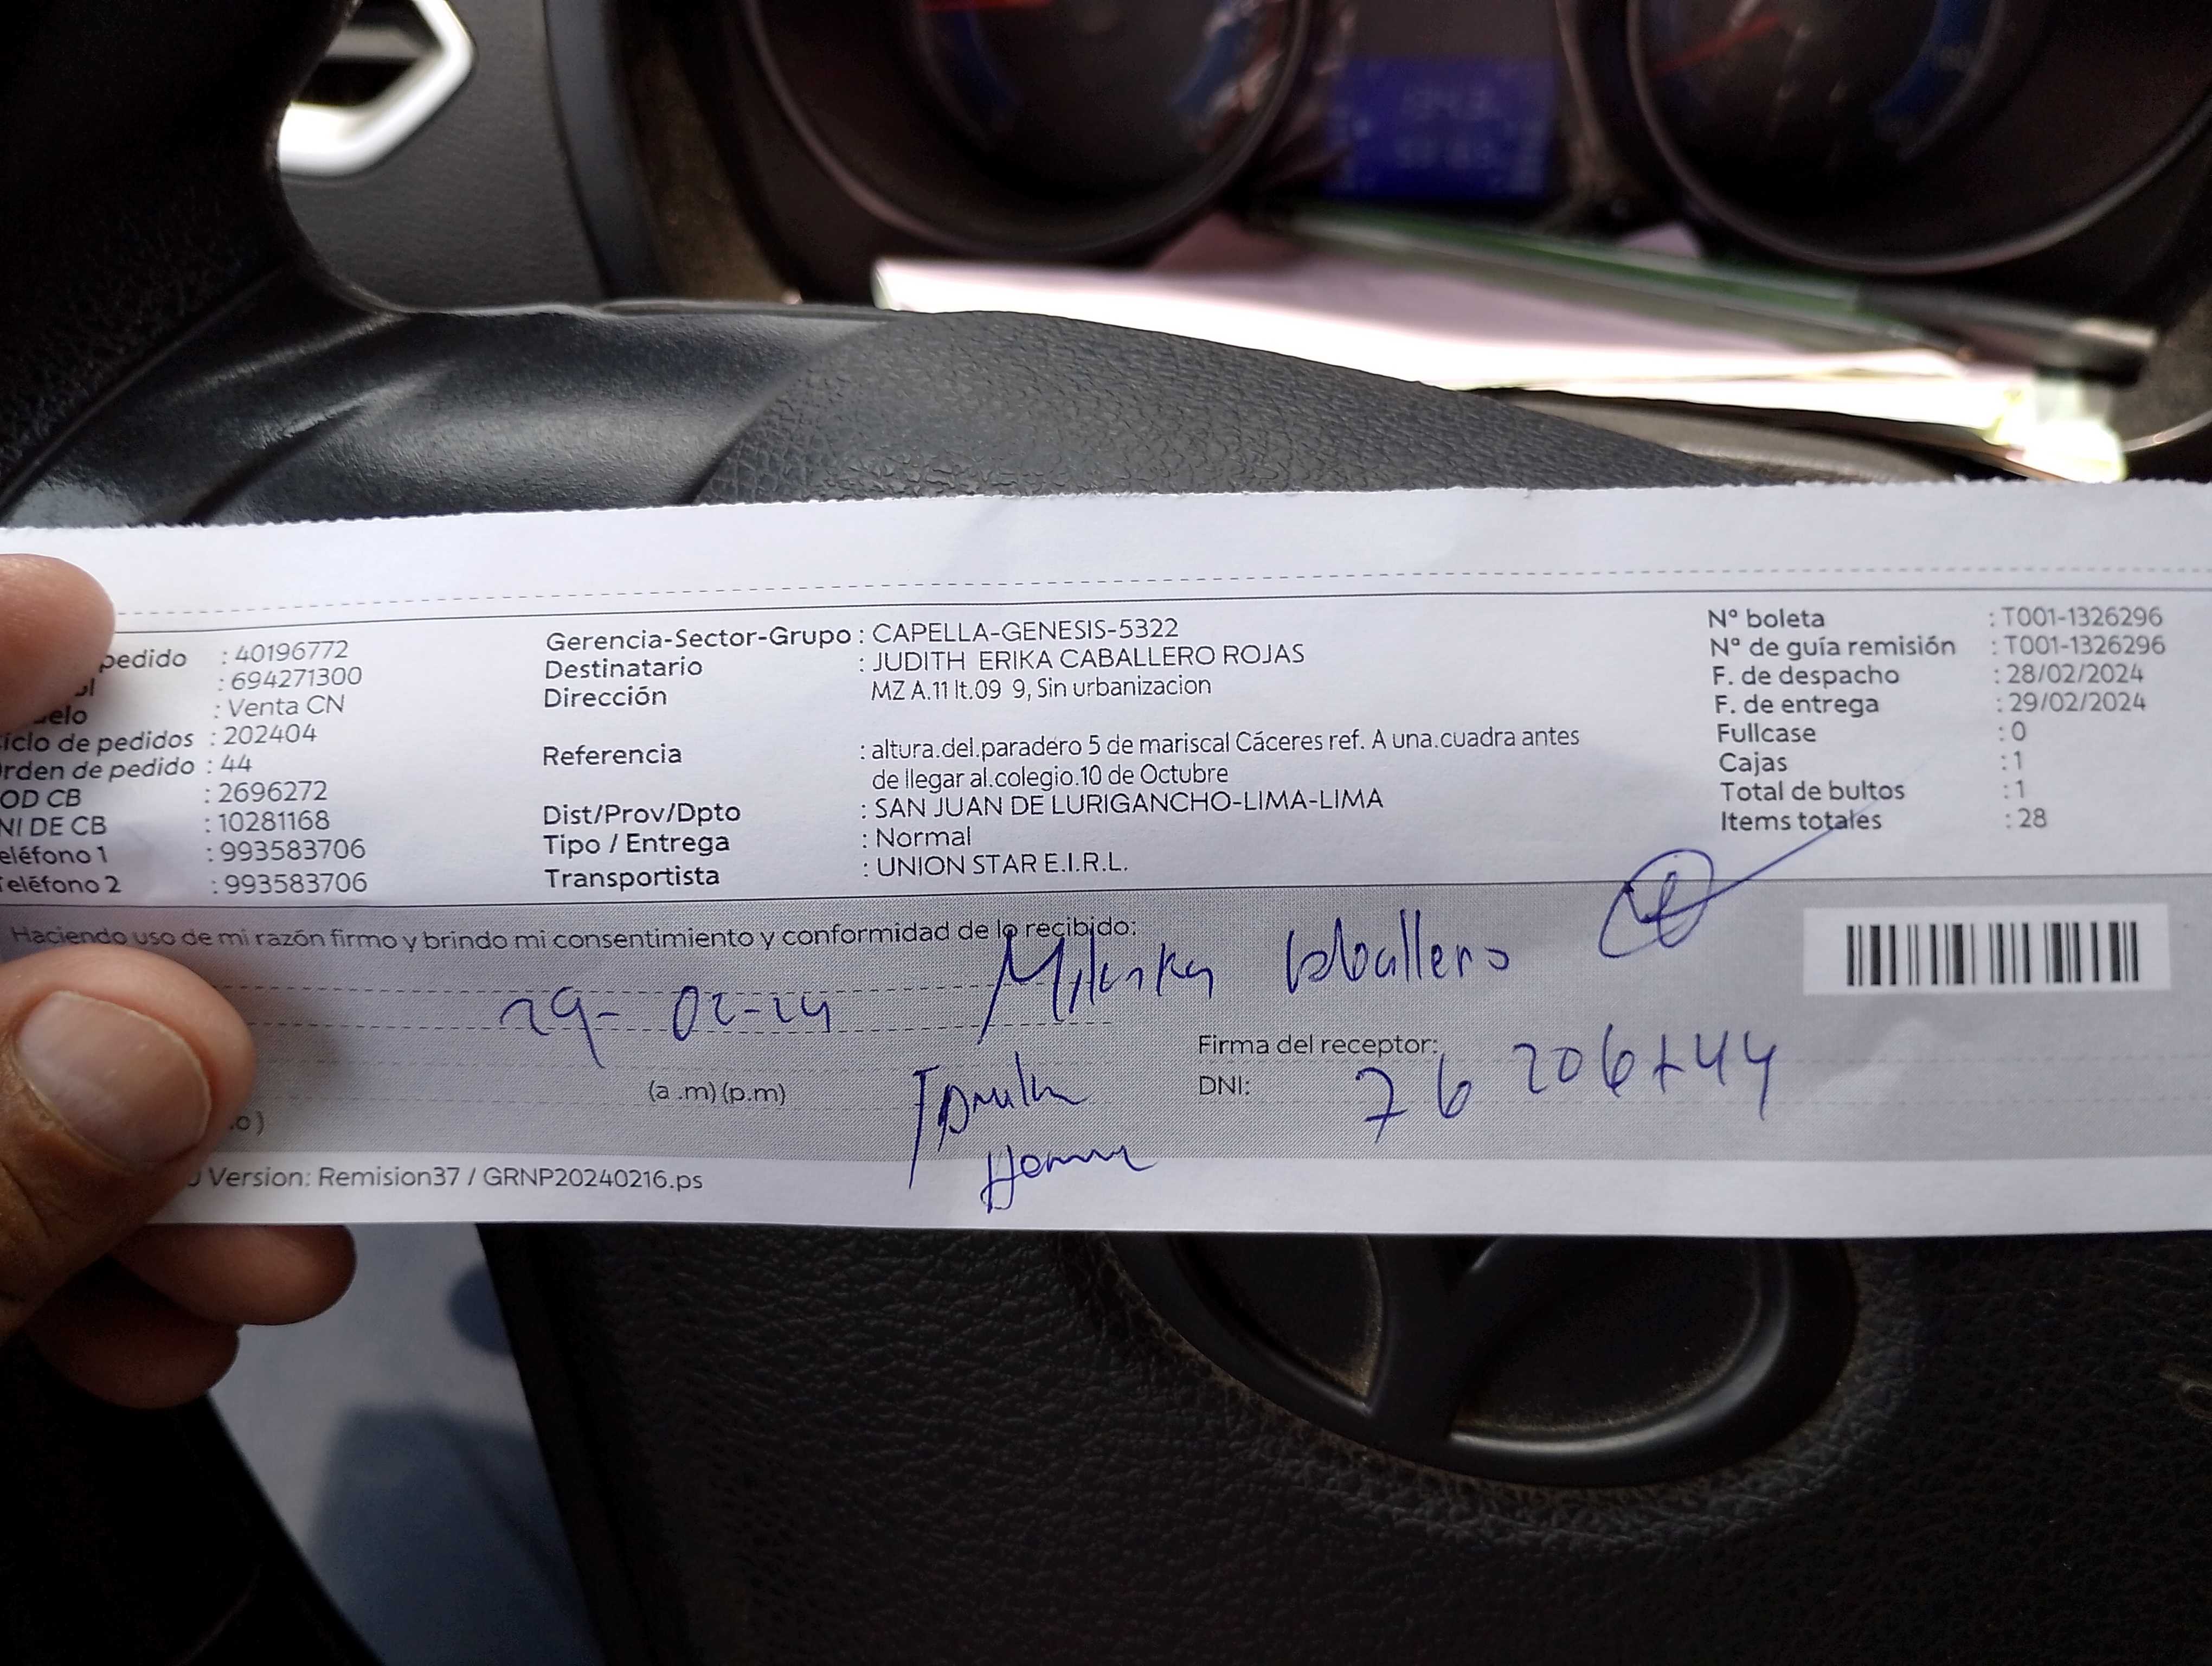 pedido : 40196772
: 694271300
: Venta CN
iclo de pedidos : 202404
rden de pedido : 44
OD CB : 2696272
NI DE CB : 10281168
eléfono 1 : 993583706
eléfono 2 : 993583706
Gerencia-Sector-Grupo : CAPELLA-GENESIS-5322
Destinatario : JUDITH ERIKA CABALLERO ROJAS
Dirección MZ A.11 lt.09 9, Sin urbanizacion
Referencia : altura.del.paradero 5 de mariscal Cáceres ref. A una.cuadra antes
de llegar al.colegio.10 de Octubre
Dist/Prov/Dpto : SAN JUAN DE LURIGANCHO-LIMA-LIMA
Tipo / Entrega : Normal
Transportista : UNION STAR E.I.R.L.
N° boleta : T001-1326296
N° de guía remisión : T001-1326296
F. de despacho : 28/02/2024
F. de entrega : 29/02/2024
Fullcase : 0
Cajas : 1
Total de bultos : 1
Items totales : 28
Haciendo uso de mi razón firmo y brindo mi consentimiento y conformidad de lo recibido:
29-02-24 Caballero
Firma del receptor:
(a .m) (p.m) DNI:
Version: Remision37 / GRNP20240216.ps